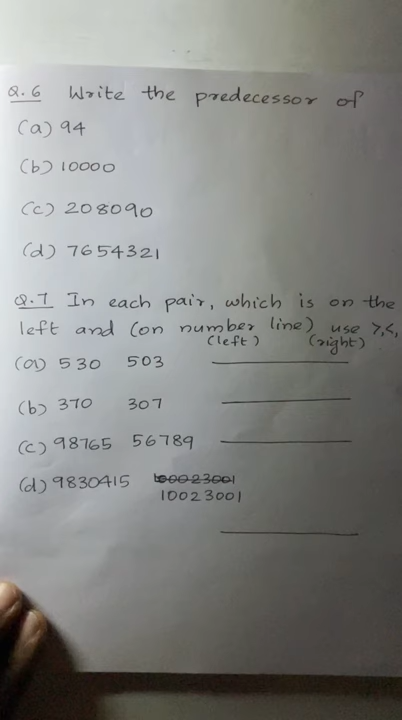 Q.6 Write the predecessor of
(a) 94
(b) 10000
(c) 208090
(d) 7654321
Q.7 In each pair, which is on the
left and (on number line) use >,<,
(left) (right)
(a) 530 503
(b) 370 307
(c) 98765 56789
(d) 9830415 10023001
10023001